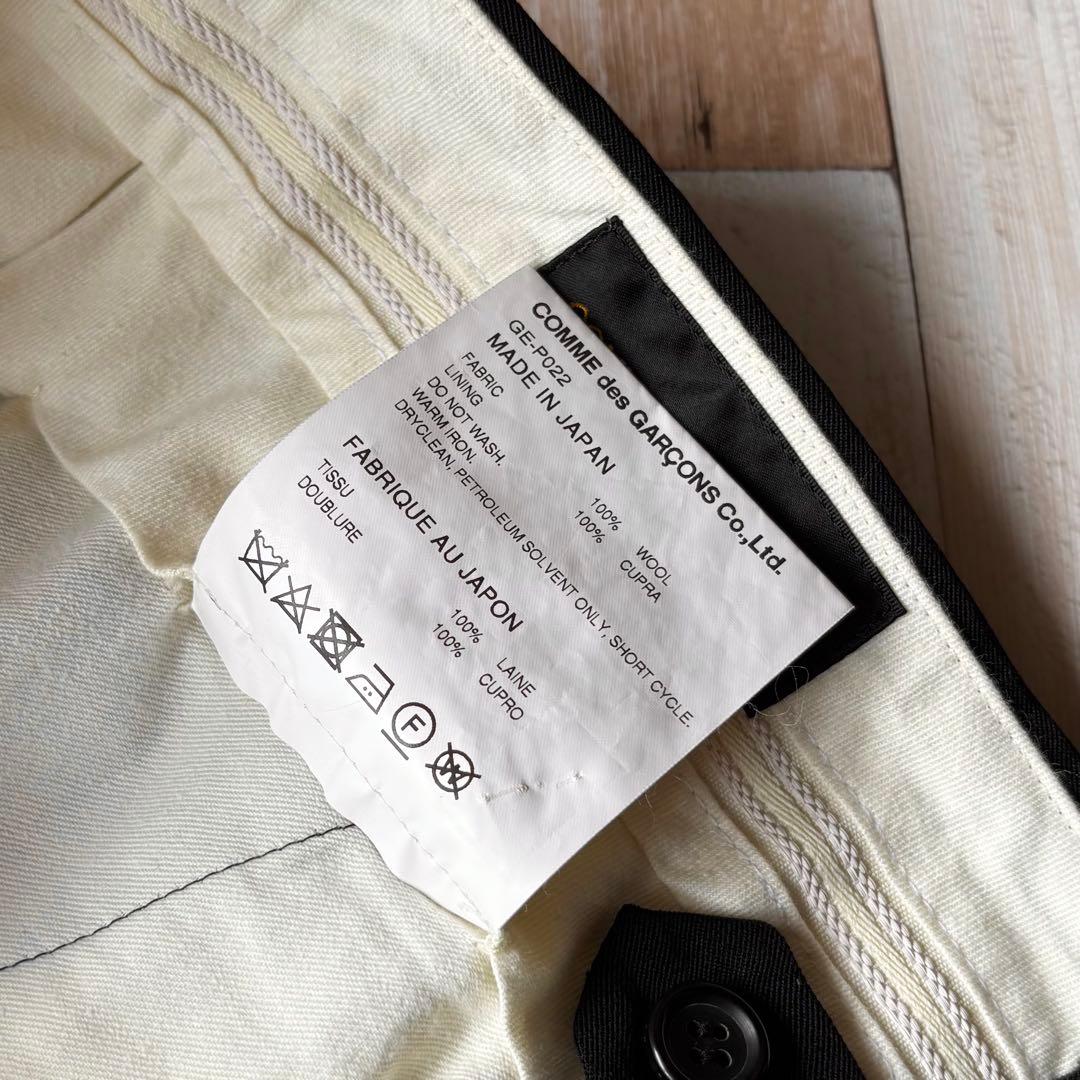 COMME des GARÇONS Co.,Ltd.
GE-P022
MADE IN JAPAN
FABRIC 100% WOOL
LINING 100% CUPRA
DO NOT WASH.
WARM IRON.
DRYCLEAN, PETROLEUM SOLVENT ONLY, SHORT CYCLE.
FABRIQUE AU JAPON
TISSU 100% LAINE
DOUBLURE 100% CUPRO
F
W